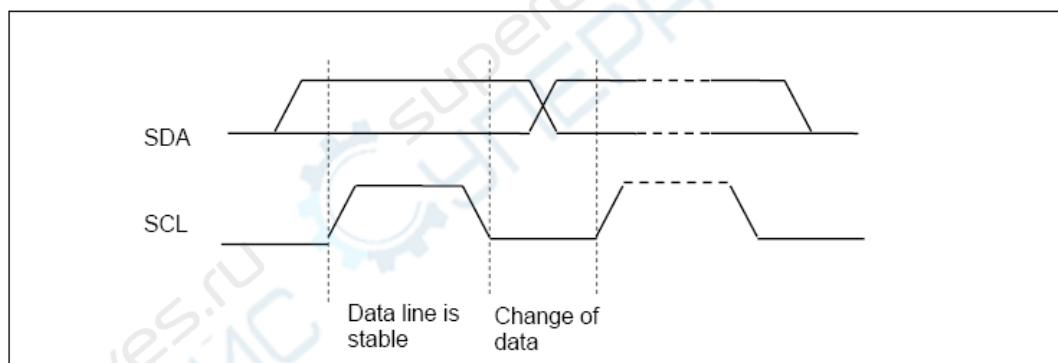 SDA
SCL
Data line is
stable
Change of
data